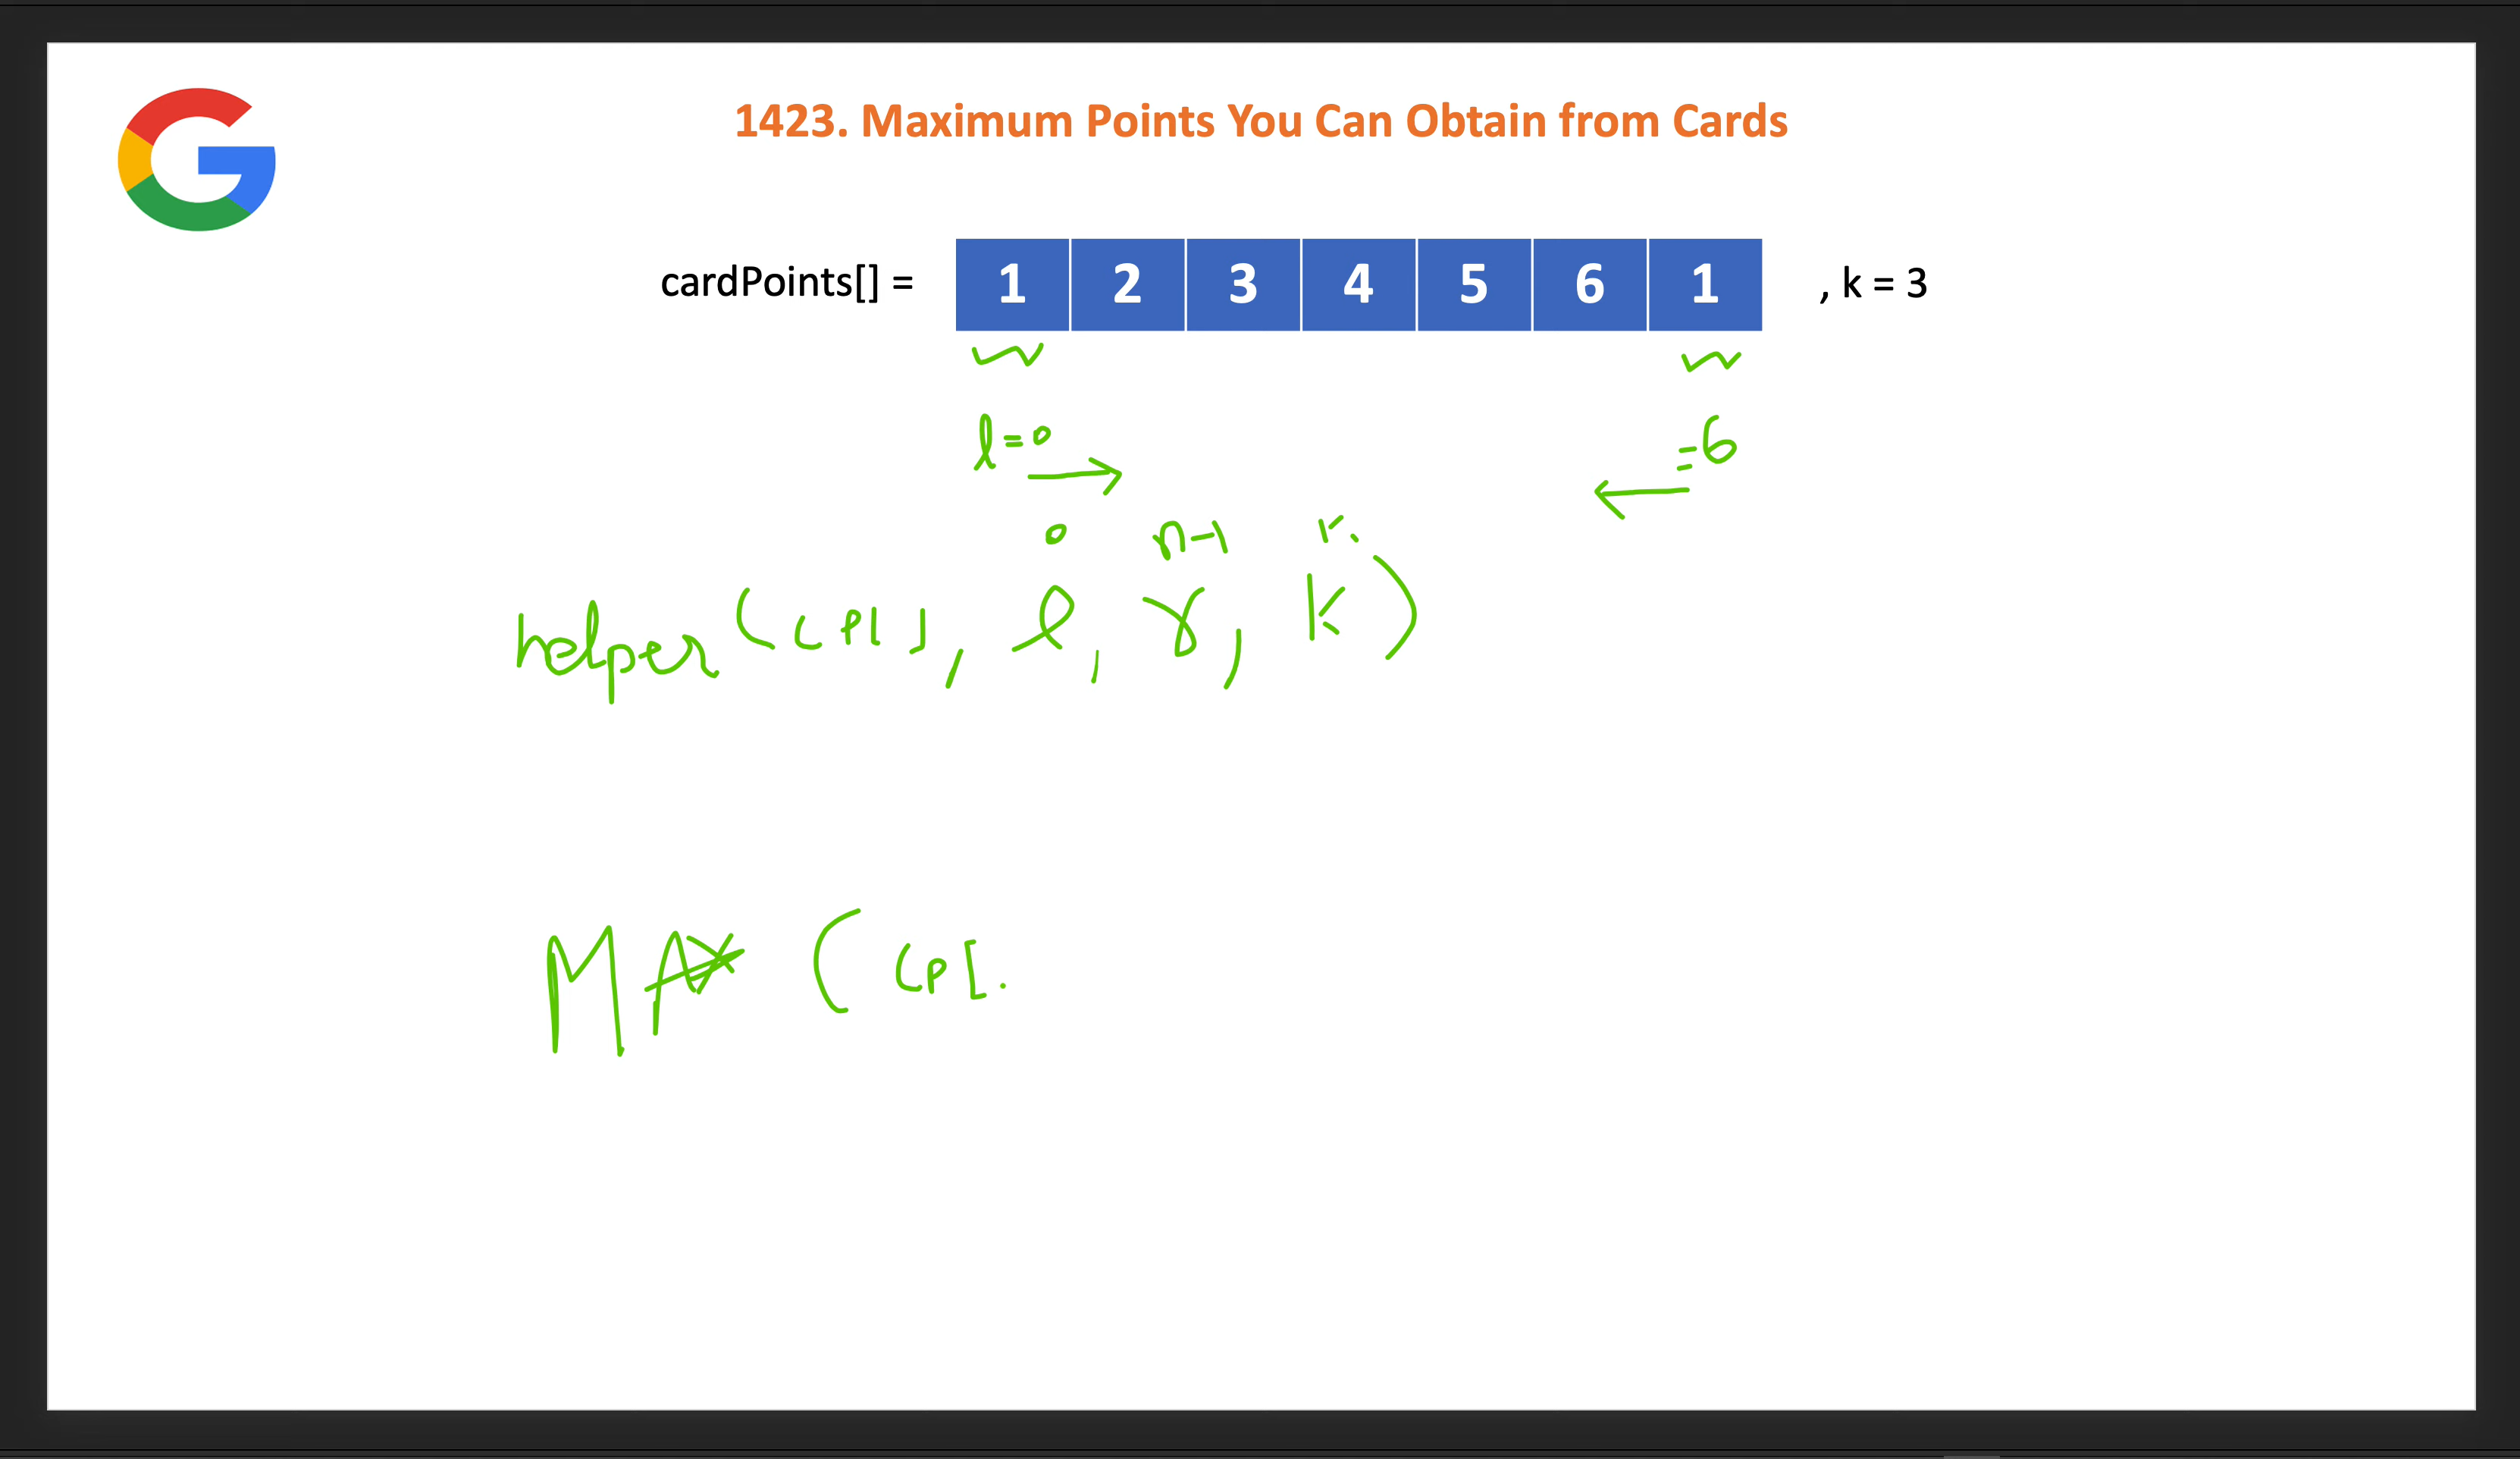 1423. Maximum Points You Can Obtain from Cards
cardPoints[] = 1 2 3 4 5 6 1 , k = 3
l=0 =6
0 n-1 k
helper (cp[], l, r, k)
MAX (cp[.